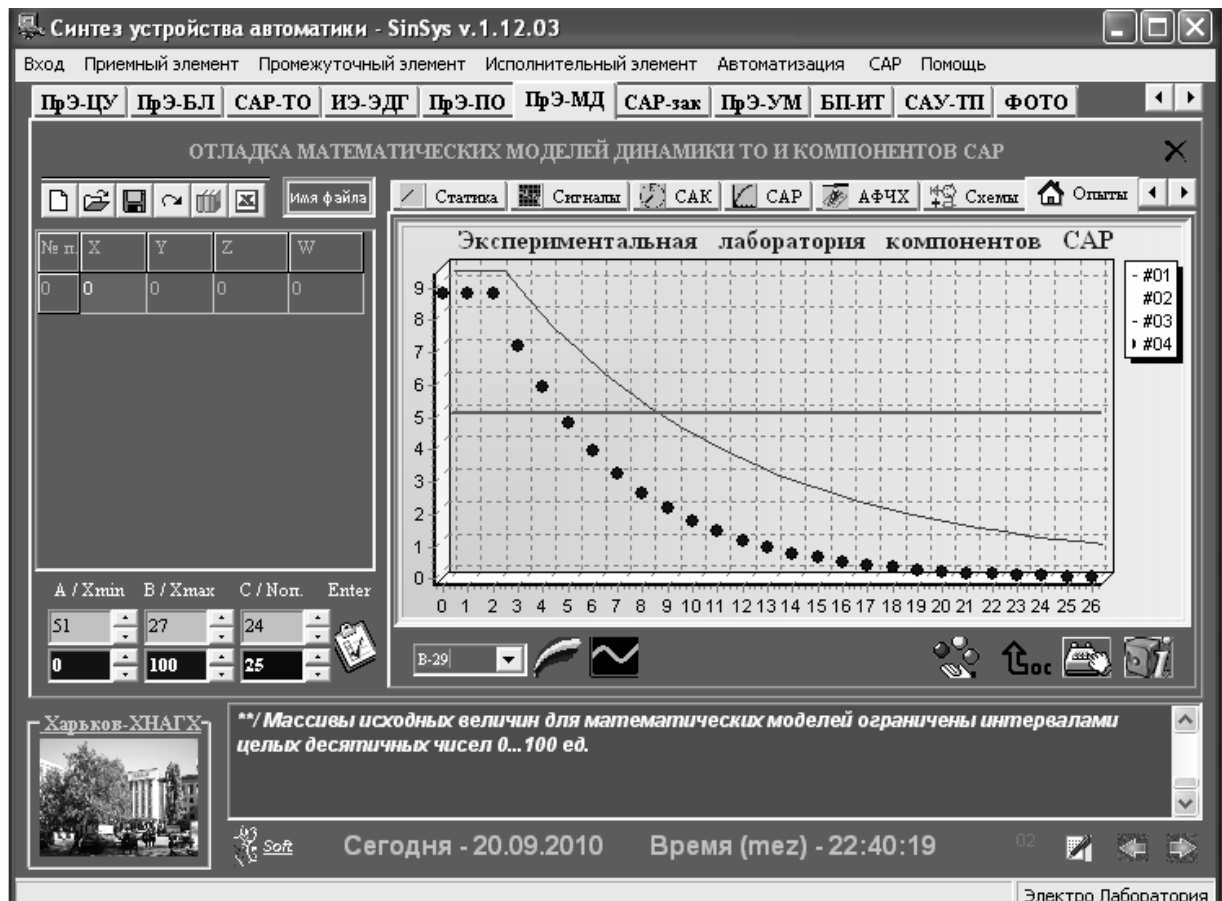 Синтез устройства автоматики - SinSys v.1.12.03
Вход Приемный элемент Промежуточный элемент Исполнительный элемент Автоматизация САР Помощь
ПрЭ-ЦУ ПрЭ-БЛ САР-ТО ИЭ-ЭДГ ПрЭ-ПО ПрЭ-МД САР-зак ПрЭ-УМ БП-ИТ САУ-ТП ФОТО
ОТЛАДКА МАТЕМАТИЧЕСКИХ МОДЕЛЕЙ ДИНАМИКИ ТО И КОМПОНЕНТОВ САР
Имя файла
Статика Сигналы САК САР АФЧХ Схемы Опыты
№ п. X Y Z W
0 0 0 0 0
Экспериментальная лаборатория компонентов САР
#01
#02
#03
#04
9
8
7
6
5
4
3
2
1
0
0 1 2 3 4 5 6 7 8 9 10 11 12 13 14 15 16 17 18 19 20 21 22 23 24 25 26
A / Xmin B / Xmax C / Nоп. Enter
51 27 24
0 100 25
В-29
ос
Харьков-ХНАГХ
**/ Массивы исходных величин для математических моделей ограничены интервалами
целых десятичных чисел 0...100 ед.
Soft
Сегодня - 20.09.2010 Время (mez) - 22:40:19
02
Электро Лаборатория